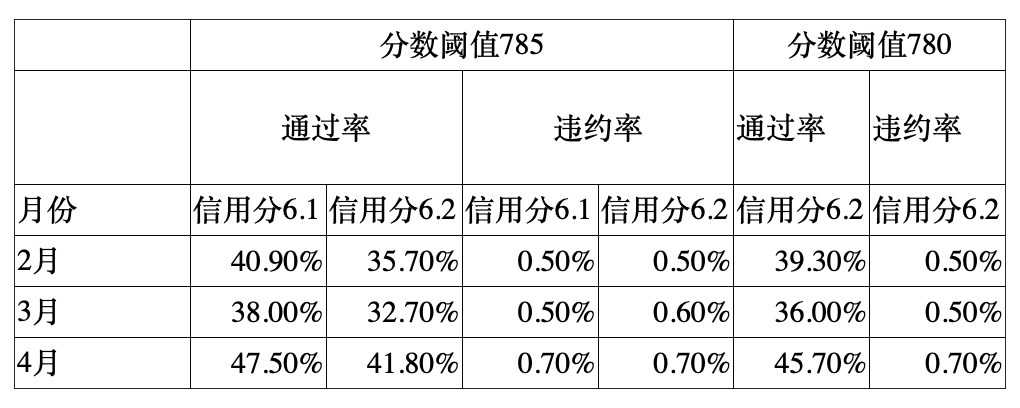 分数阈值785 分数阈值780
通过率 违约率 通过率 违约率
月份 信用分6.1 信用分6.2 信用分6.1 信用分6.2 信用分6.2 信用分6.2
2月 40.90% 35.70% 0.50% 0.50% 39.30% 0.50%
3月 38.00% 32.70% 0.50% 0.60% 36.00% 0.50%
4月 47.50% 41.80% 0.70% 0.70% 45.70% 0.70%